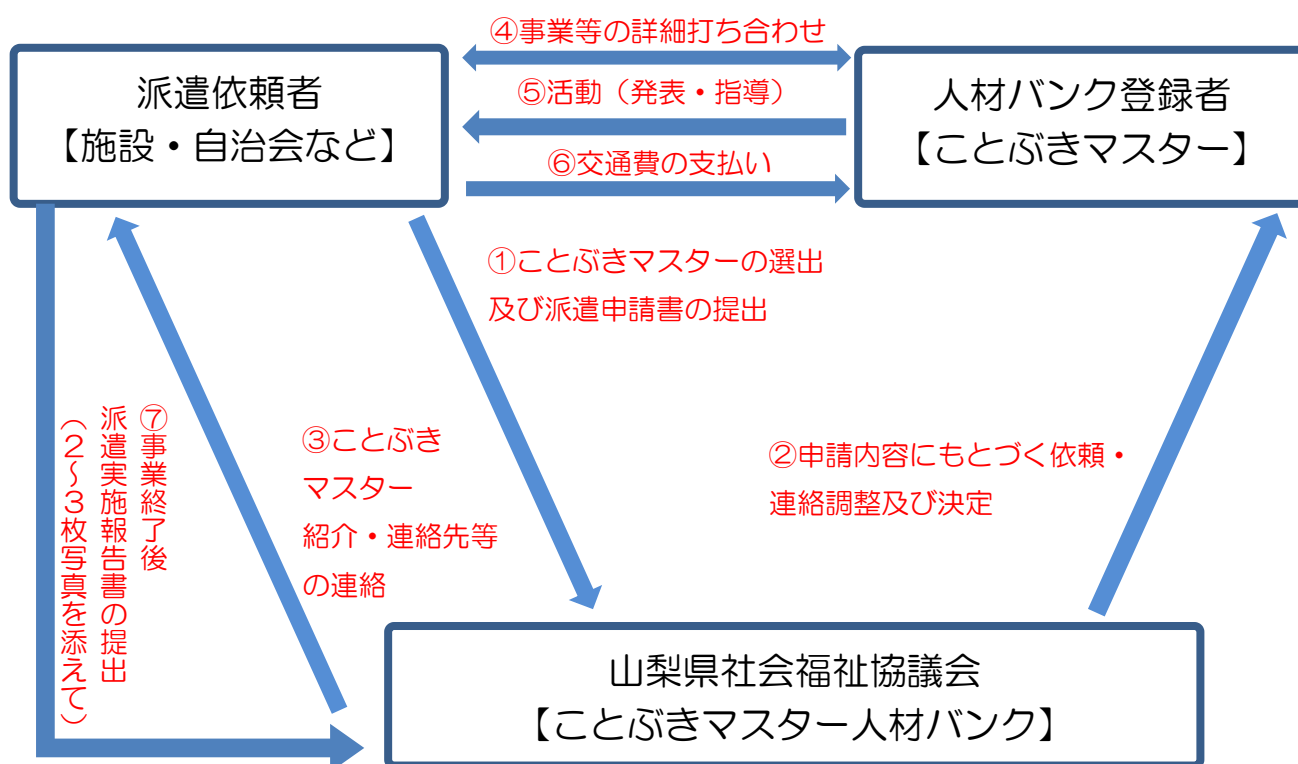 ④事業等の詳細打ち合わせ
派遣依頼者
【施設・自治会など】
⑤活動（発表・指導）
人材バンク登録者
【ことぶきマスター】
⑥交通費の支払い
①ことぶきマスターの選出
及び派遣申請書の提出
⑦事業終了後
派遣実施報告書の提出
（２～３枚写真を添えて）
③ことぶき
マスター
紹介・連絡先等
の連絡
②申請内容にもとづく依頼・
連絡調整及び決定
山梨県社会福祉協議会
【ことぶきマスター人材バンク】